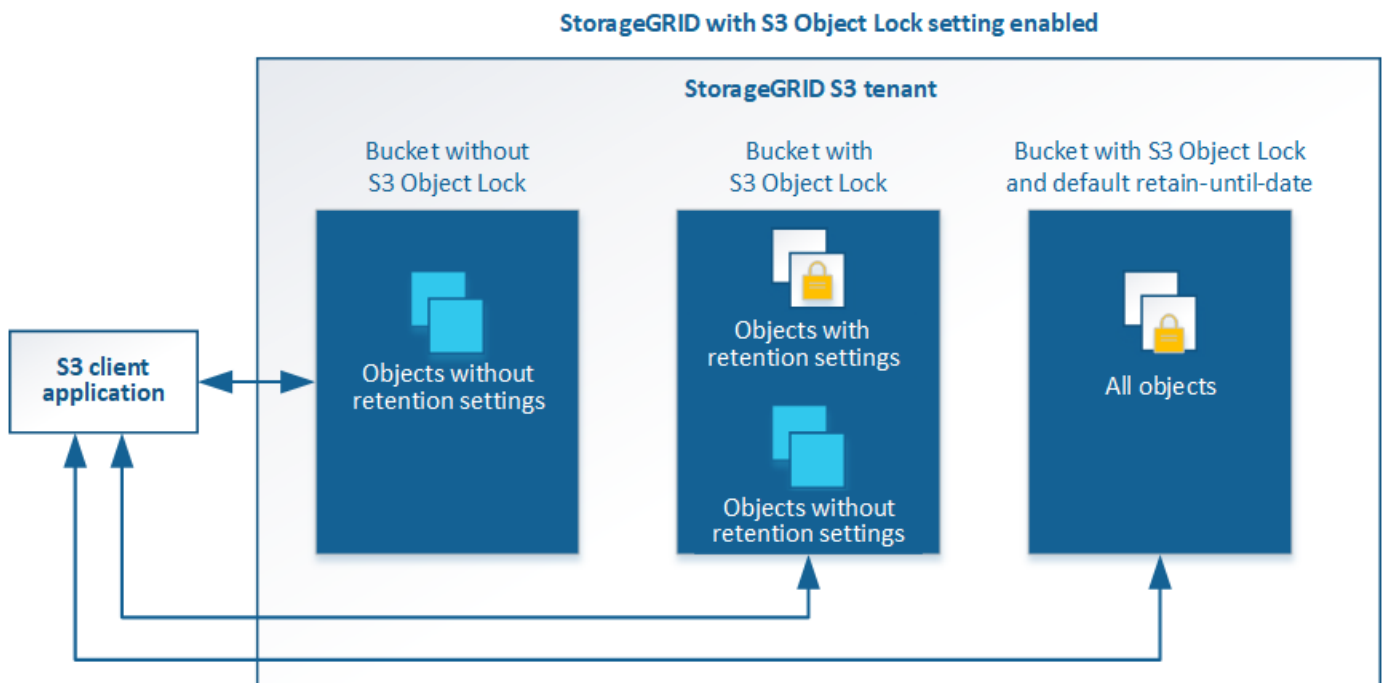 StorageGRID with S3 Object Lock setting enabled
StorageGRID S3 tenant
Bucket without
S3 Object Lock
Bucket with
S3 Object Lock
Bucket with S3 Object Lock
and default retain-until-date
S3 client
application
Objects without
retention settings
Objects with
retention settings
Objects without
retention settings
All objects